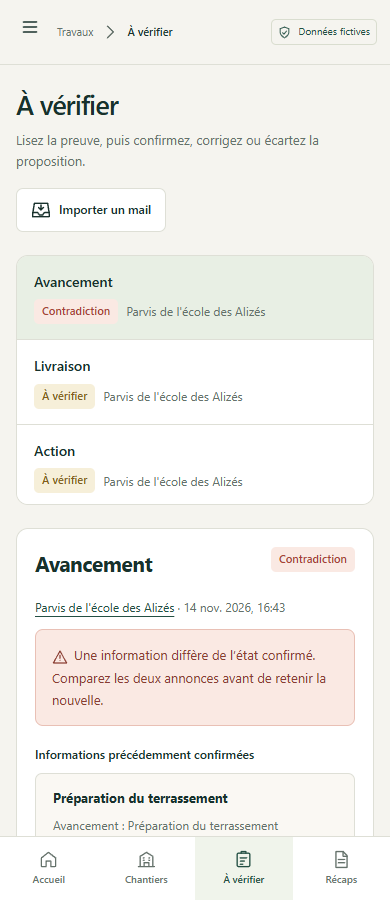 Travaux > À vérifier
Données fictives
À vérifier
Lisez la preuve, puis confirmez, corrigez ou écartez la
proposition.
Importer un mail
Avancement
Contradiction Parvis de l'école des Alizés
Livraison
À vérifier Parvis de l'école des Alizés
Action
À vérifier Parvis de l'école des Alizés
Avancement
Contradiction
Parvis de l'école des Alizés · 14 nov. 2026, 16:43
Une information diffère de l'état confirmé.
Comparez les deux annonces avant de retenir la
nouvelle.
Informations précédemment confirmées
Préparation du terrassement
Avancement : Préparation du terrassement
Accueil Chantiers À vérifier Récaps